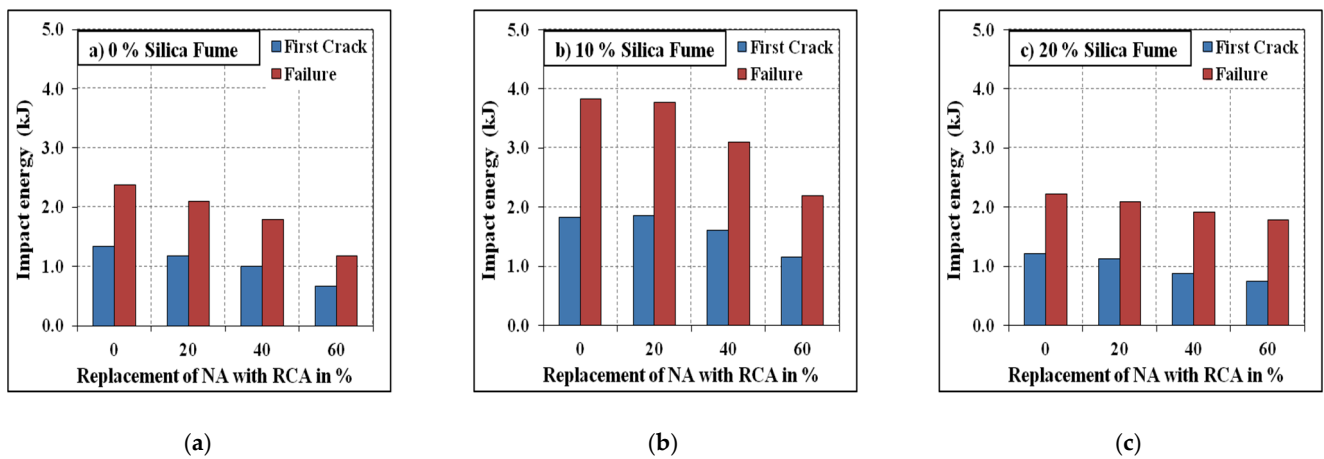 a) 0 % Silica Fume
First Crack
Failure
5.0
4.0
3.0
2.0
1.0
0.0
Impact energy (kJ)
0 20 40 60
Replacement of NA with RCA in %
(a)
b) 10 % Silica Fume
First Crack
Failure
5.0
4.0
3.0
2.0
1.0
0.0
Impact energy (kJ)
0 20 40 60
Replacement of NA with RCA in %
(b)
c) 20 % Silica Fume
First Crack
Failure
5.0
4.0
3.0
2.0
1.0
0.0
Impact energy (kJ)
0 20 40 60
Replacement of NA with RCA in %
(c)